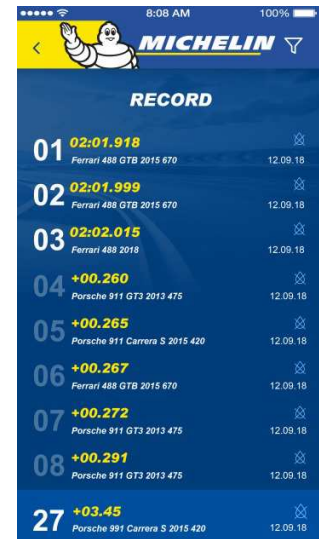 8:08 AM
100%
MICHELIN
RECORD
01 02:01.918
Ferrari 488 GTB 2015 670
12.09.18
02 02:01.999
Ferrari 488 GTB 2015 670
12.09.18
03 02:02.015
Ferrari 488 2018
12.09.18
04 +00.260
Porsche 911 GT3 2013 475
12.09.18
05 +00.265
Porsche 911 Carrera S 2015 420
12.09.18
06 +00.267
Ferrari 488 GTB 2015 670
12.09.18
07 +00.272
Porsche 911 GT3 2013 475
12.09.18
08 +00.291
Porsche 911 GT3 2013 475
12.09.18
27 +03.45
Porsche 991 Carrera S 2015 420
12.09.18